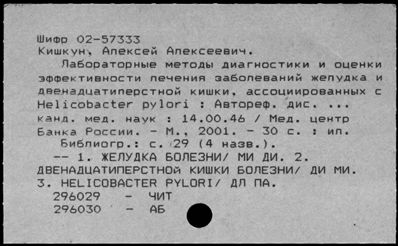 Шифр 02-57333
Кишкун, Алексей Алексеевич.
Лабораторные методы диагностики и оценки
эффективности лечения заболеваний желудка и
двенадцатиперстной кишки, ассоциированных с
Helicobacter pylori : Автореф. дис. ...
канд. мед. наук : 14.00.46 / Мед. центр
Банка России. - М., 2001. - 30 с. : ил.
Библиогр.: с. 29 (4 назв.).
-- 1. ЖЕЛУДКА БОЛЕЗНИ/ МИ ДИ. 2.
ДВЕНАДЦАТИПЕРСТНОЙ КИШКИ БОЛЕЗНИ/ ДИ МИ.
3. HELICOBACTER PYLORI/ ДЛ ПА.
296029 - ЧИТ
296030 - АБ